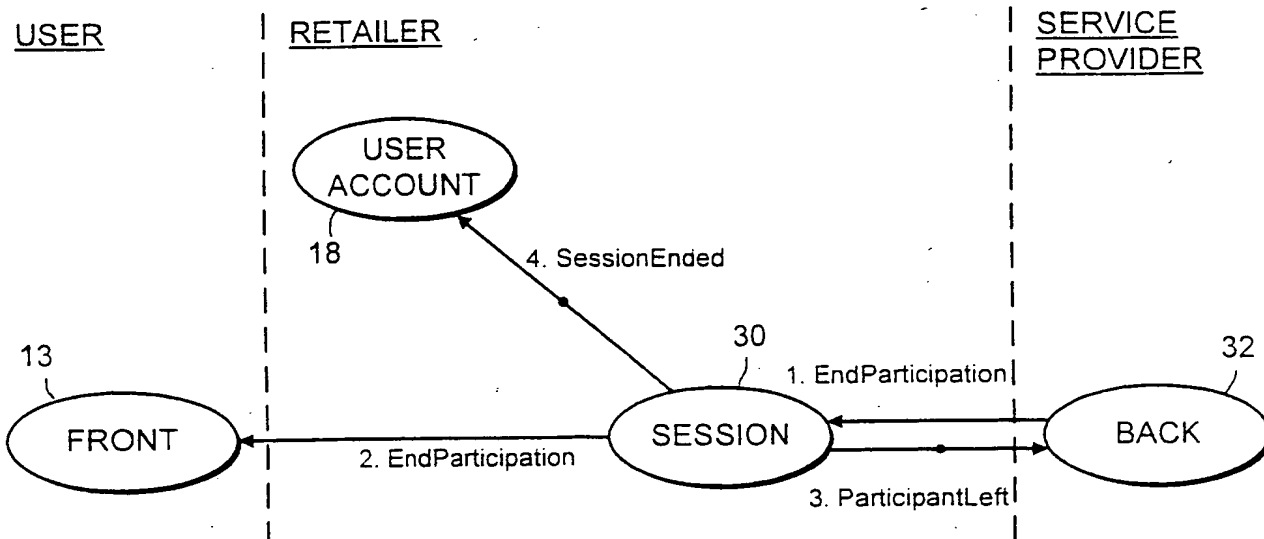 USER
RETAILER
SERVICE
PROVIDER
USER
ACCOUNT
18
4. SessionEnded
13
30
32
1. EndParticipation
FRONT
SESSION
BACK
2. EndParticipation
3. ParticipantLeft